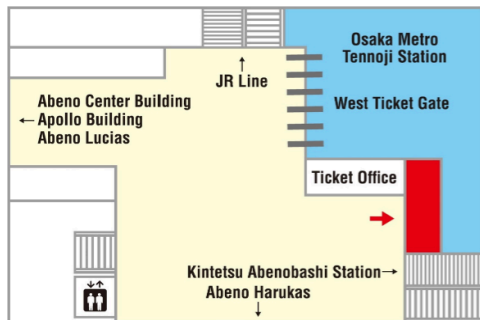 Osaka Metro
Tennoji Station
JR Line
West Ticket Gate
Abeno Center Building
Apollo Building
Abeno Lucias
Ticket Office
Kintetsu Abenobashi Station
Abeno Harukas